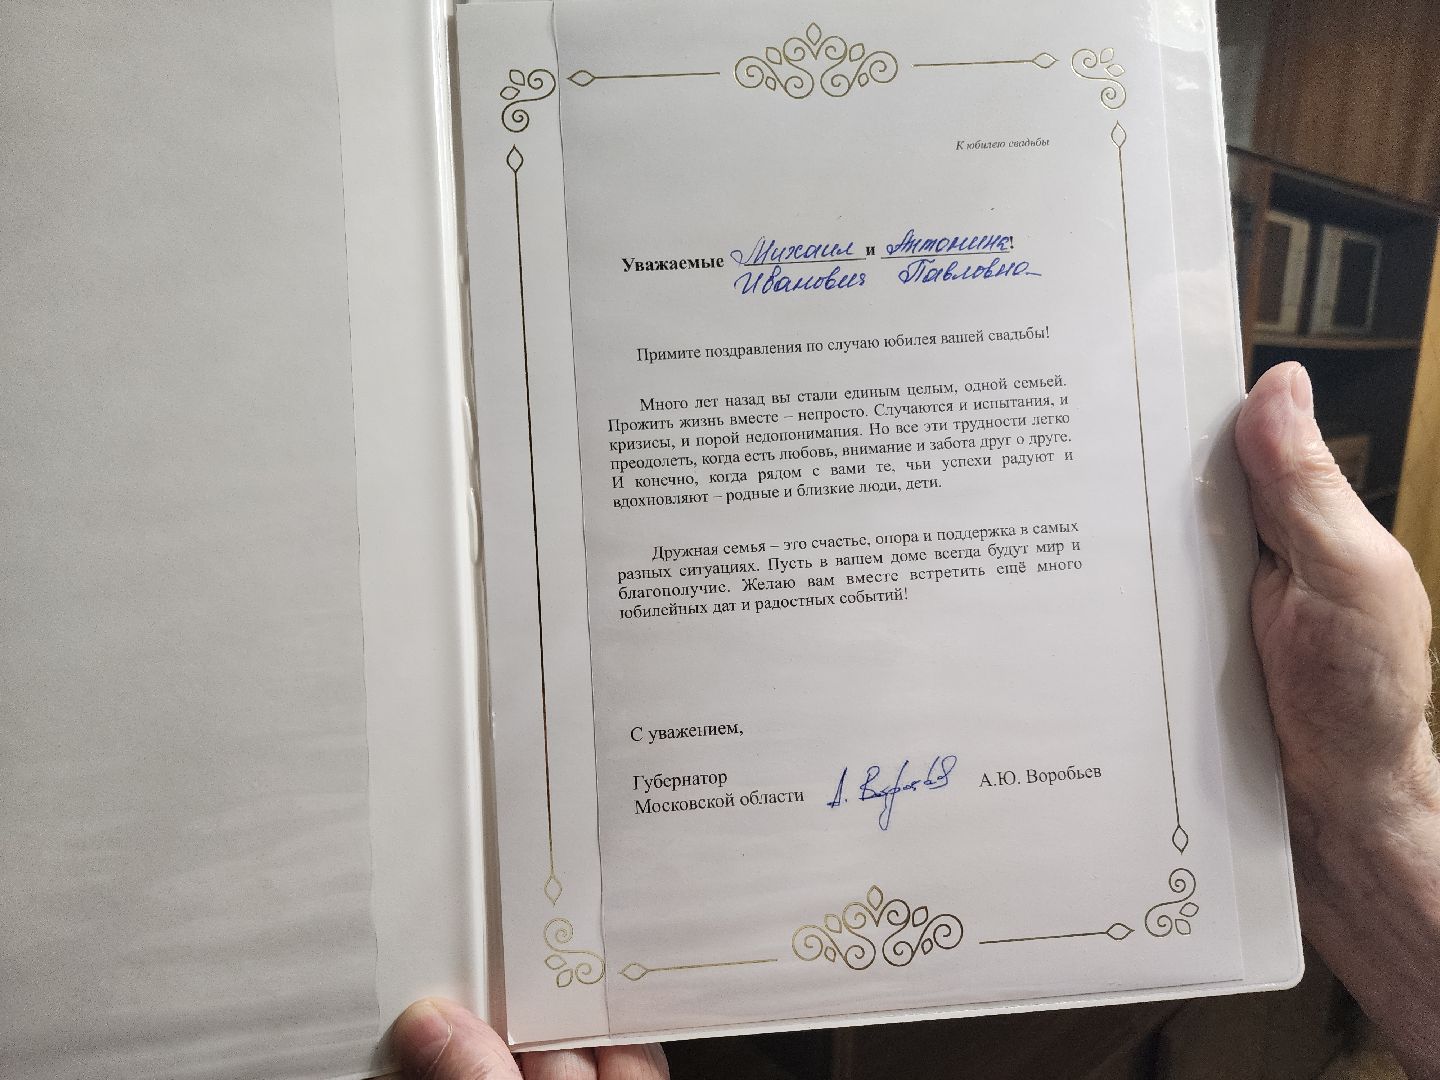 К юбилею свадьбы
Уважаемые Михаил и Антонина!
Иванович Павловна
Примите поздравления по случаю юбилея вашей свадьбы!
Много лет назад вы стали единым целым, одной семьей.
Прожить жизнь вместе – непросто. Случаются и испытания, и
кризисы, и порой недопонимания. Но все эти трудности легко
преодолеть, когда есть любовь, внимание и забота друг о друге.
И конечно, когда рядом с вами те, чьи успехи радуют и
вдохновляют – родные и близкие люди, дети.
Дружная семья – это счастье, опора и поддержка в самых
разных ситуациях. Пусть в вашем доме всегда будут мир и
благополучие. Желаю вам вместе встретить ещё много
юбилейных дат и радостных событий!
С уважением,
Губернатор
Московской области А. Воробьев А.Ю. Воробьев